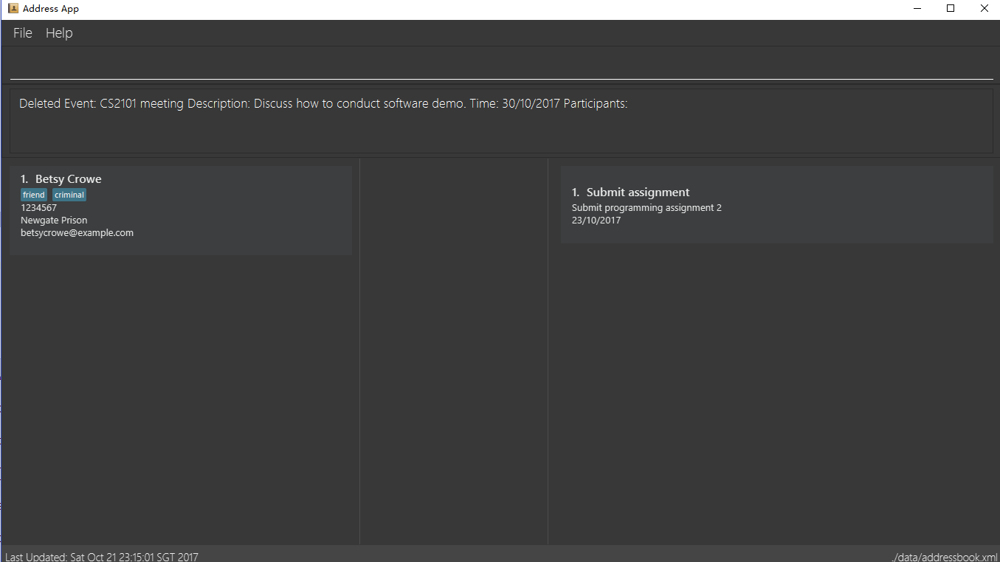 Address App
File Help
Deleted Event: CS2101 meeting Description: Discuss how to conduct software demo. Time: 30/10/2017 Participants:
1. Betsy Crowe
friend criminal
1234567
Newgate Prison
betsycrowe@example.com
1. Submit assignment
Submit programming assignment 2
23/10/2017
Last Updated: Sat Oct 21 23:15:01 SGT 2017
./data/addressbook.xml